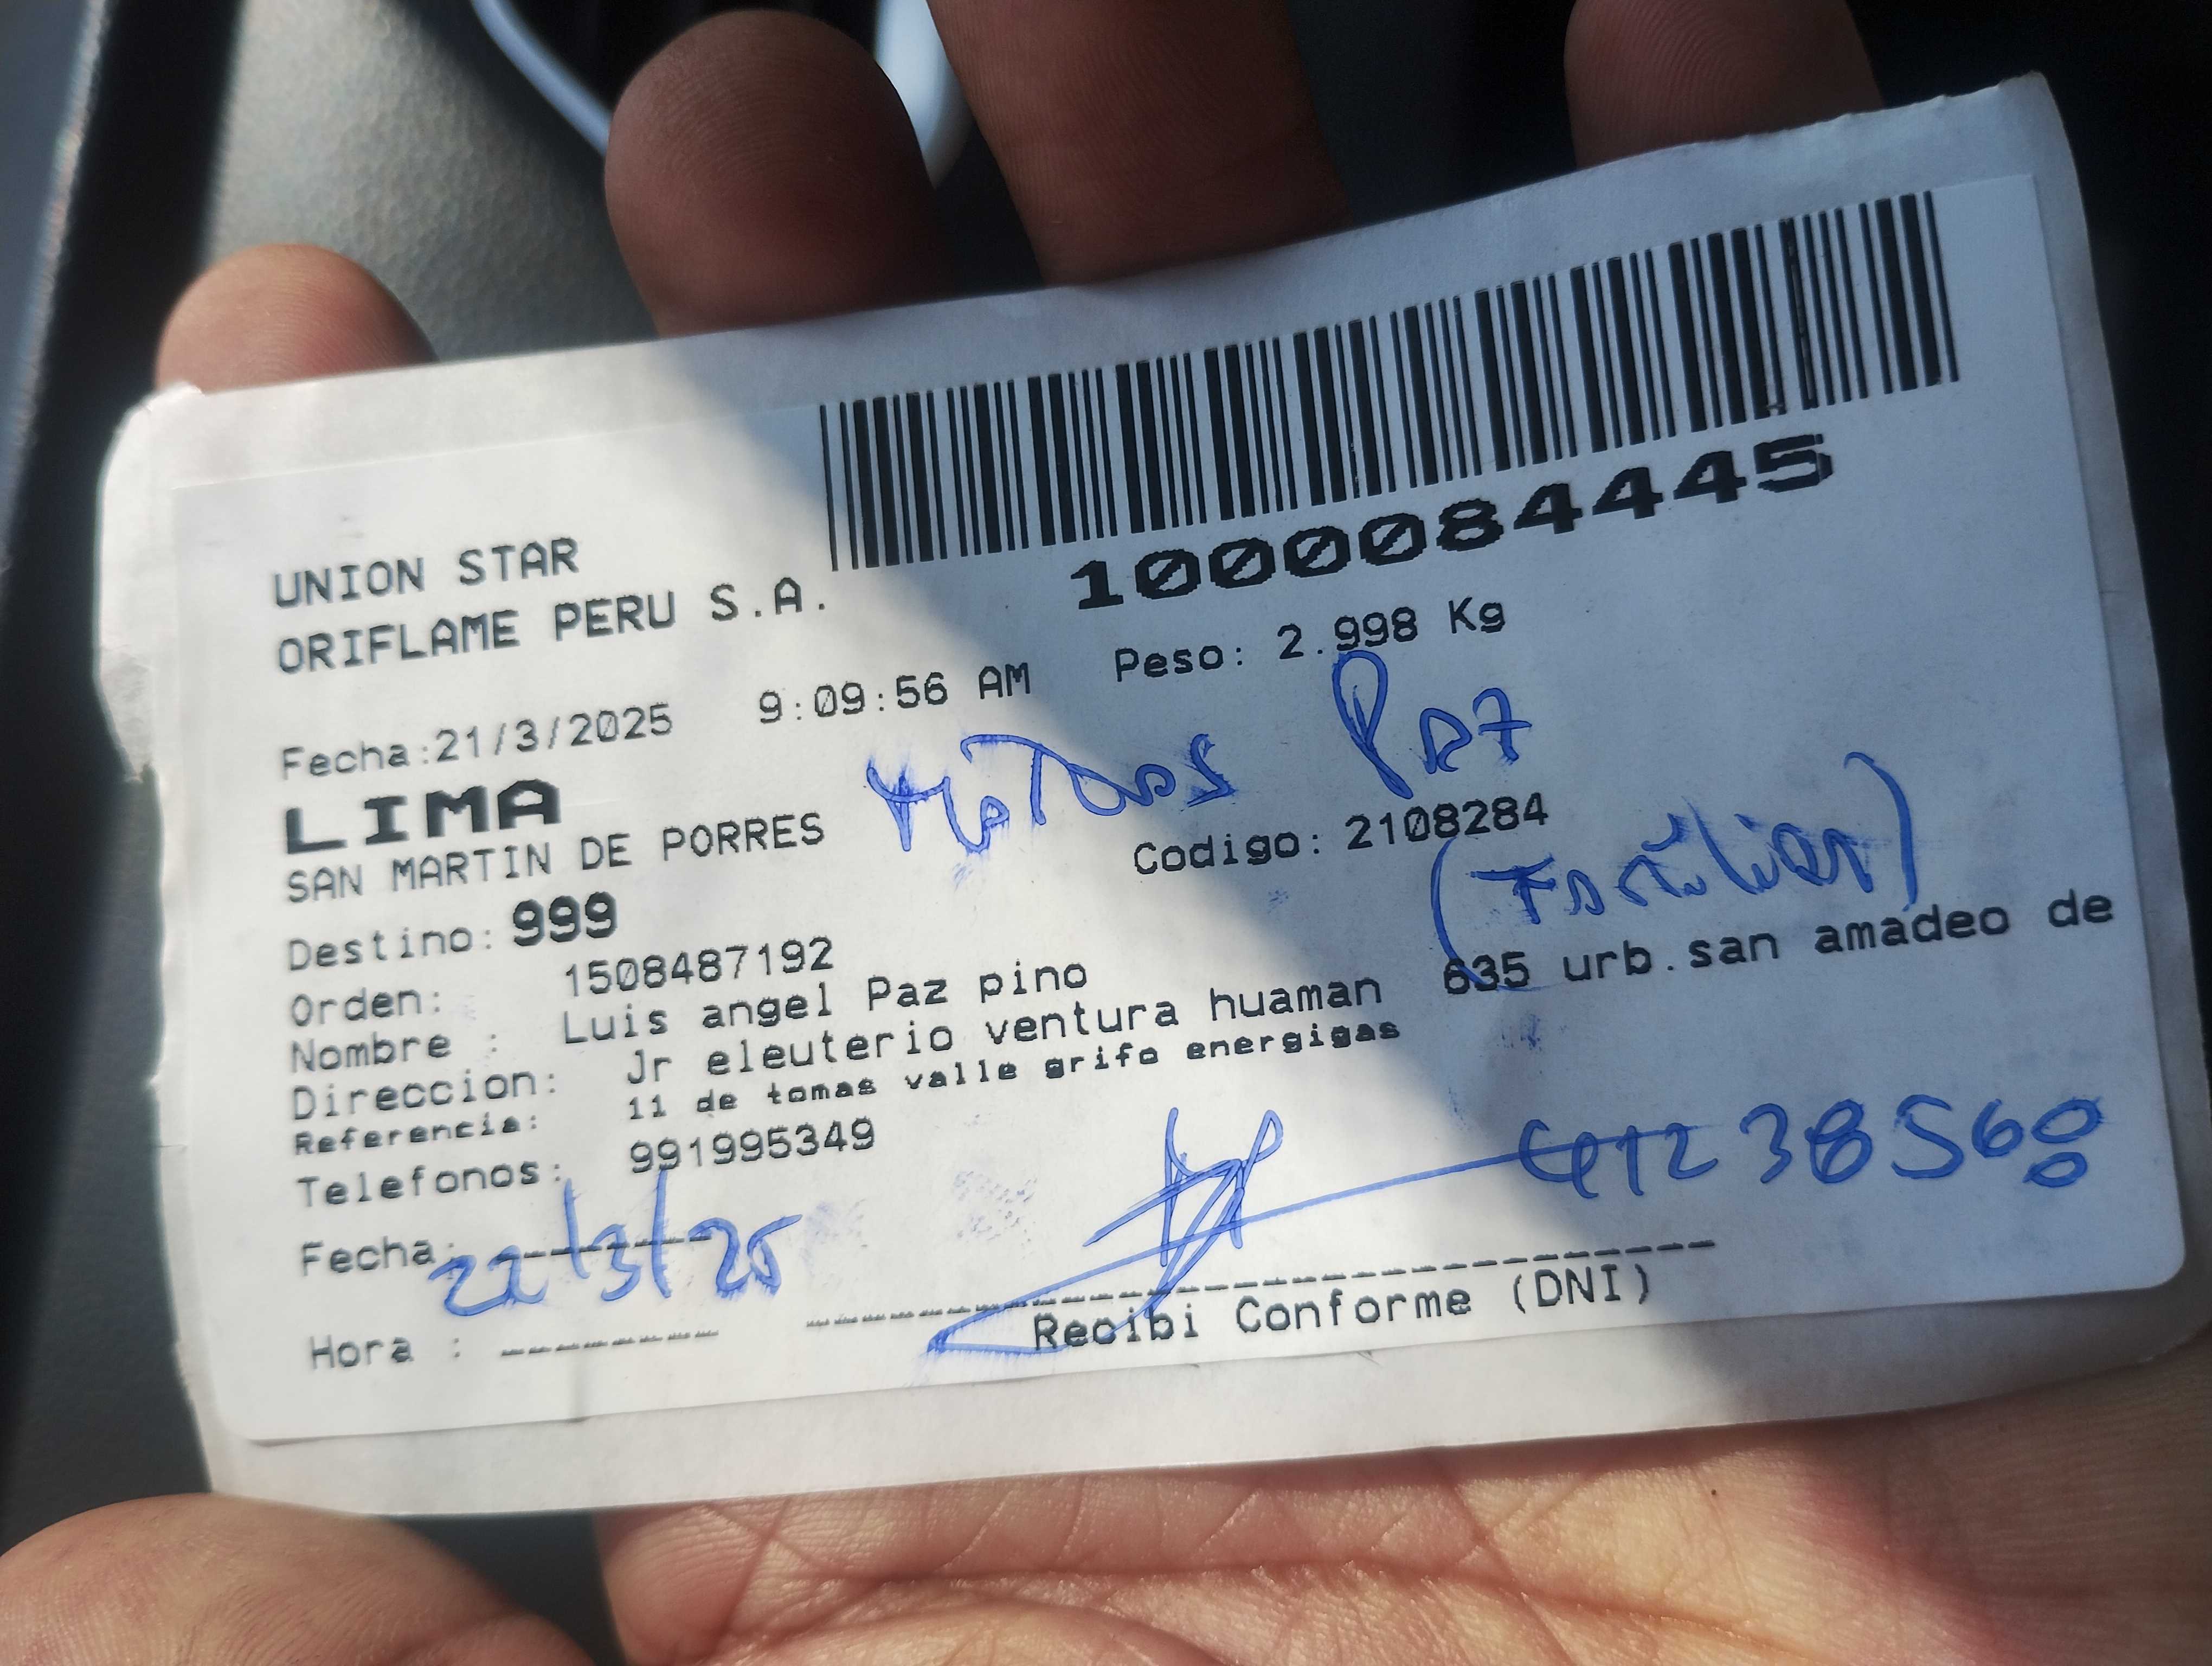 1000084445
UNION STAR
ORIFLAME PERU S.A.
Fecha:21/3/2025 9:09:56 AM Peso: 2.998 Kg
LIMA
Paz
SAN MARTIN DE PORRES Codigo: 2108284
(Familiar)
Destino: 999
Orden: 1508487192
Nombre : Luis angel Paz pino
Direccion: Jr eleuterio ventura huaman 635 urb.san amadeo de
Referencia: 11 de tomas valle grifo energigas
Telefonos: 991995349
Fecha: 22/3/25
Hora :
Recibi Conforme (DNI)